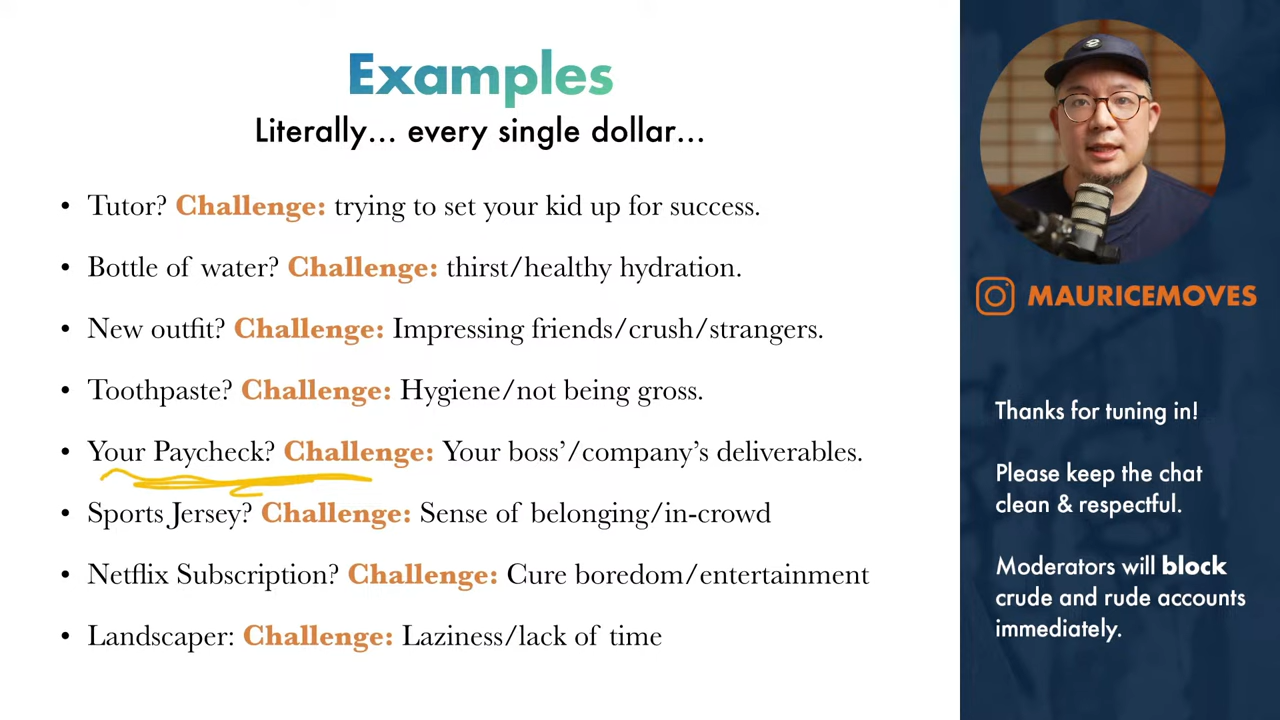 Examples
Literally... every single dollar...
• Tutor? Challenge: trying to set your kid up for success.
• Bottle of water? Challenge: thirst/healthy hydration.
• New outfit? Challenge: Impressing friends/crush/strangers.
• Toothpaste? Challenge: Hygiene/not being gross.
• Your Paycheck? Challenge: Your boss’/company’s deliverables.
• Sports Jersey? Challenge: Sense of belonging/in-crowd
• Netflix Subscription? Challenge: Cure boredom/entertainment
• Landscaper: Challenge: Laziness/lack of time
MAURICEMOVES
Thanks for tuning in!
Please keep the chat
clean & respectful.
Moderators will block
crude and rude accounts
immediately.